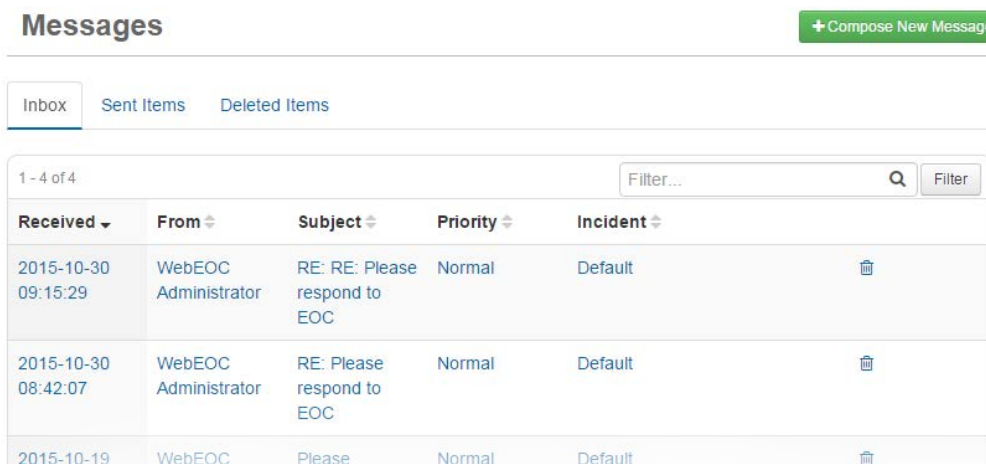 Messages
+Compose New Messag
Inbox Sent Items Deleted Items
1 - 4 of 4 Filter... Filter
Received From Subject Priority Incident
2015-10-30 WebEOC RE: RE: Please Normal Default
09:15:29 Administrator respond to
EOC
2015-10-30 WebEOC RE: Please Normal Default
08:42:07 Administrator respond to
EOC
2015-10-19 WebEOC Please Normal Default